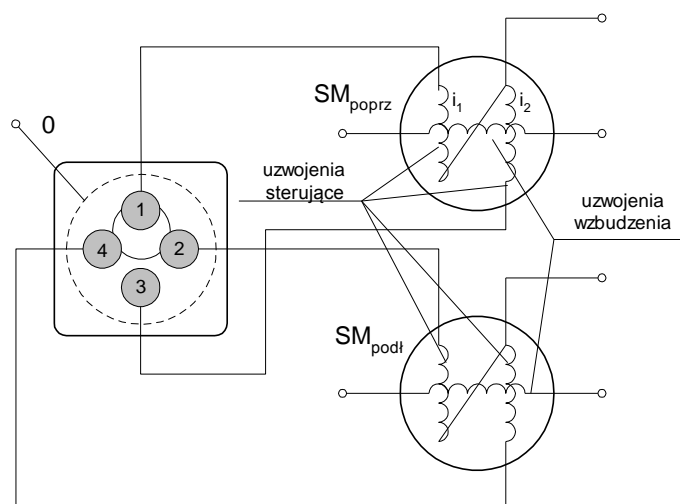 0
SMpoprz
i1
i2
uzwojenia
sterujące
uzwojenia
wzbudzenia
1
4
2
3
SMpodł